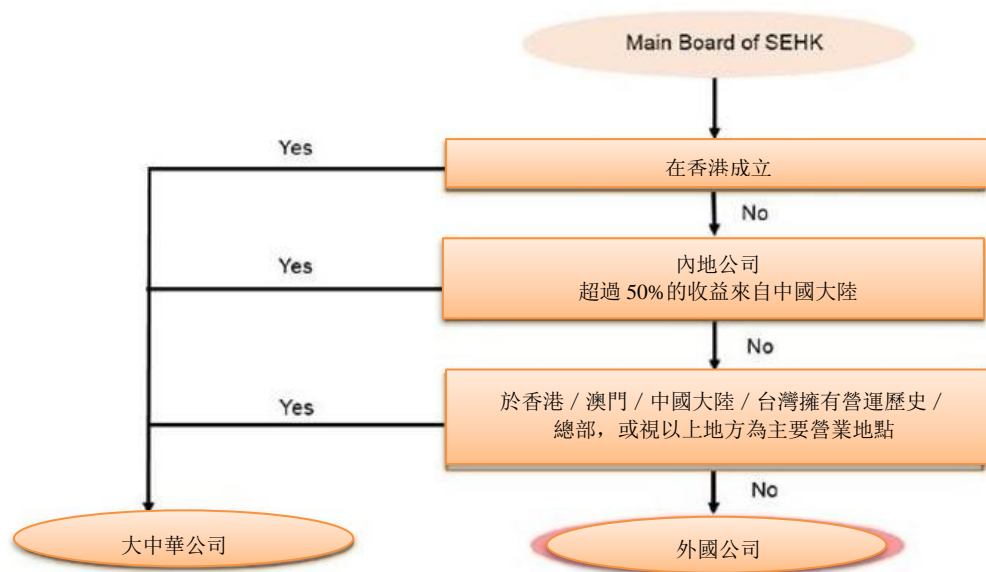 Main Board of SEHK
Yes
在香港成立
No
Yes
內地公司
超過 50%的收益來自中國大陸
No
Yes
於香港 / 澳門 / 中國大陸 / 台灣擁有營運歷史 /
總部，或視以上地方為主要營業地點
No
大中華公司
外國公司